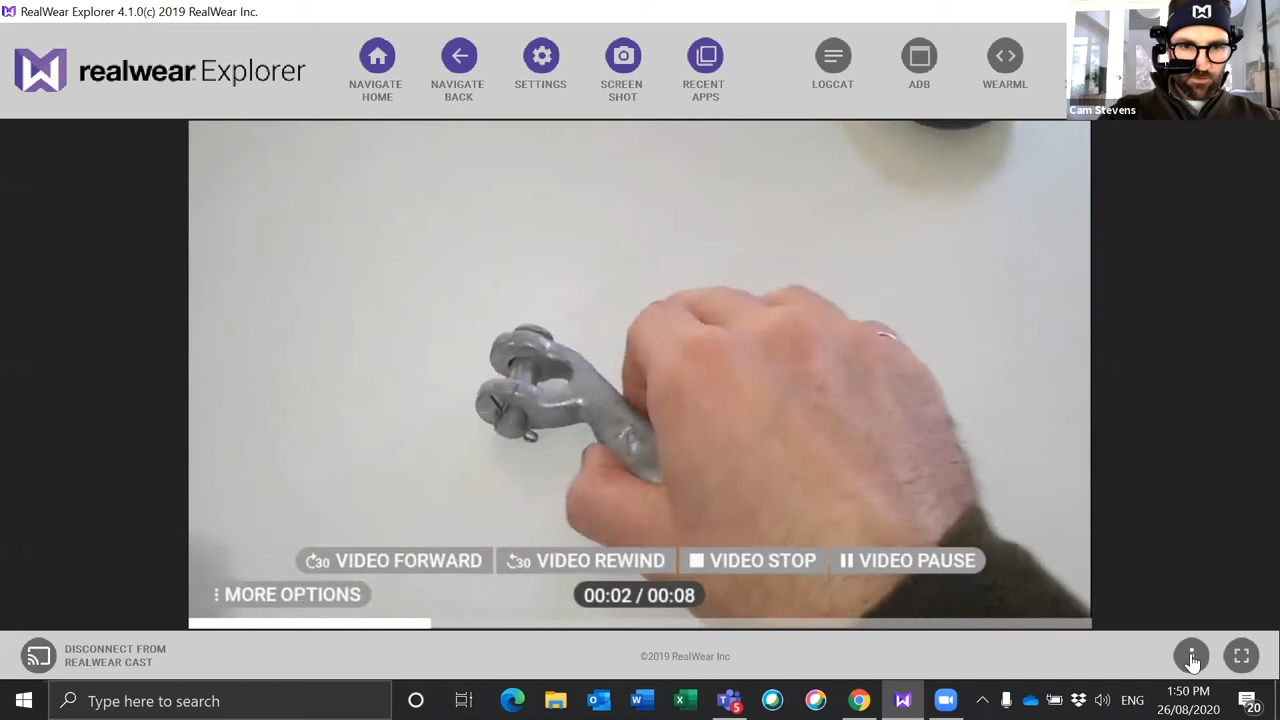 RealWear Explorer 4.1.0(c) 2019 RealWear Inc.
realwear Explorer
NAVIGATE
HOME
NAVIGATE
BACK
SETTINGS
SCREEN
SHOT
RECENT
APPS
LOGCAT
ADB
WEARML
Cam Stevens
30 VIDEO FORWARD
30 VIDEO REWIND
VIDEO STOP
VIDEO PAUSE
MORE OPTIONS
00:02 / 00:08
DISCONNECT FROM
REALWEAR CAST
©2019 RealWear Inc
Type here to search
5
ENG
1:50 PM
26/08/2020
20